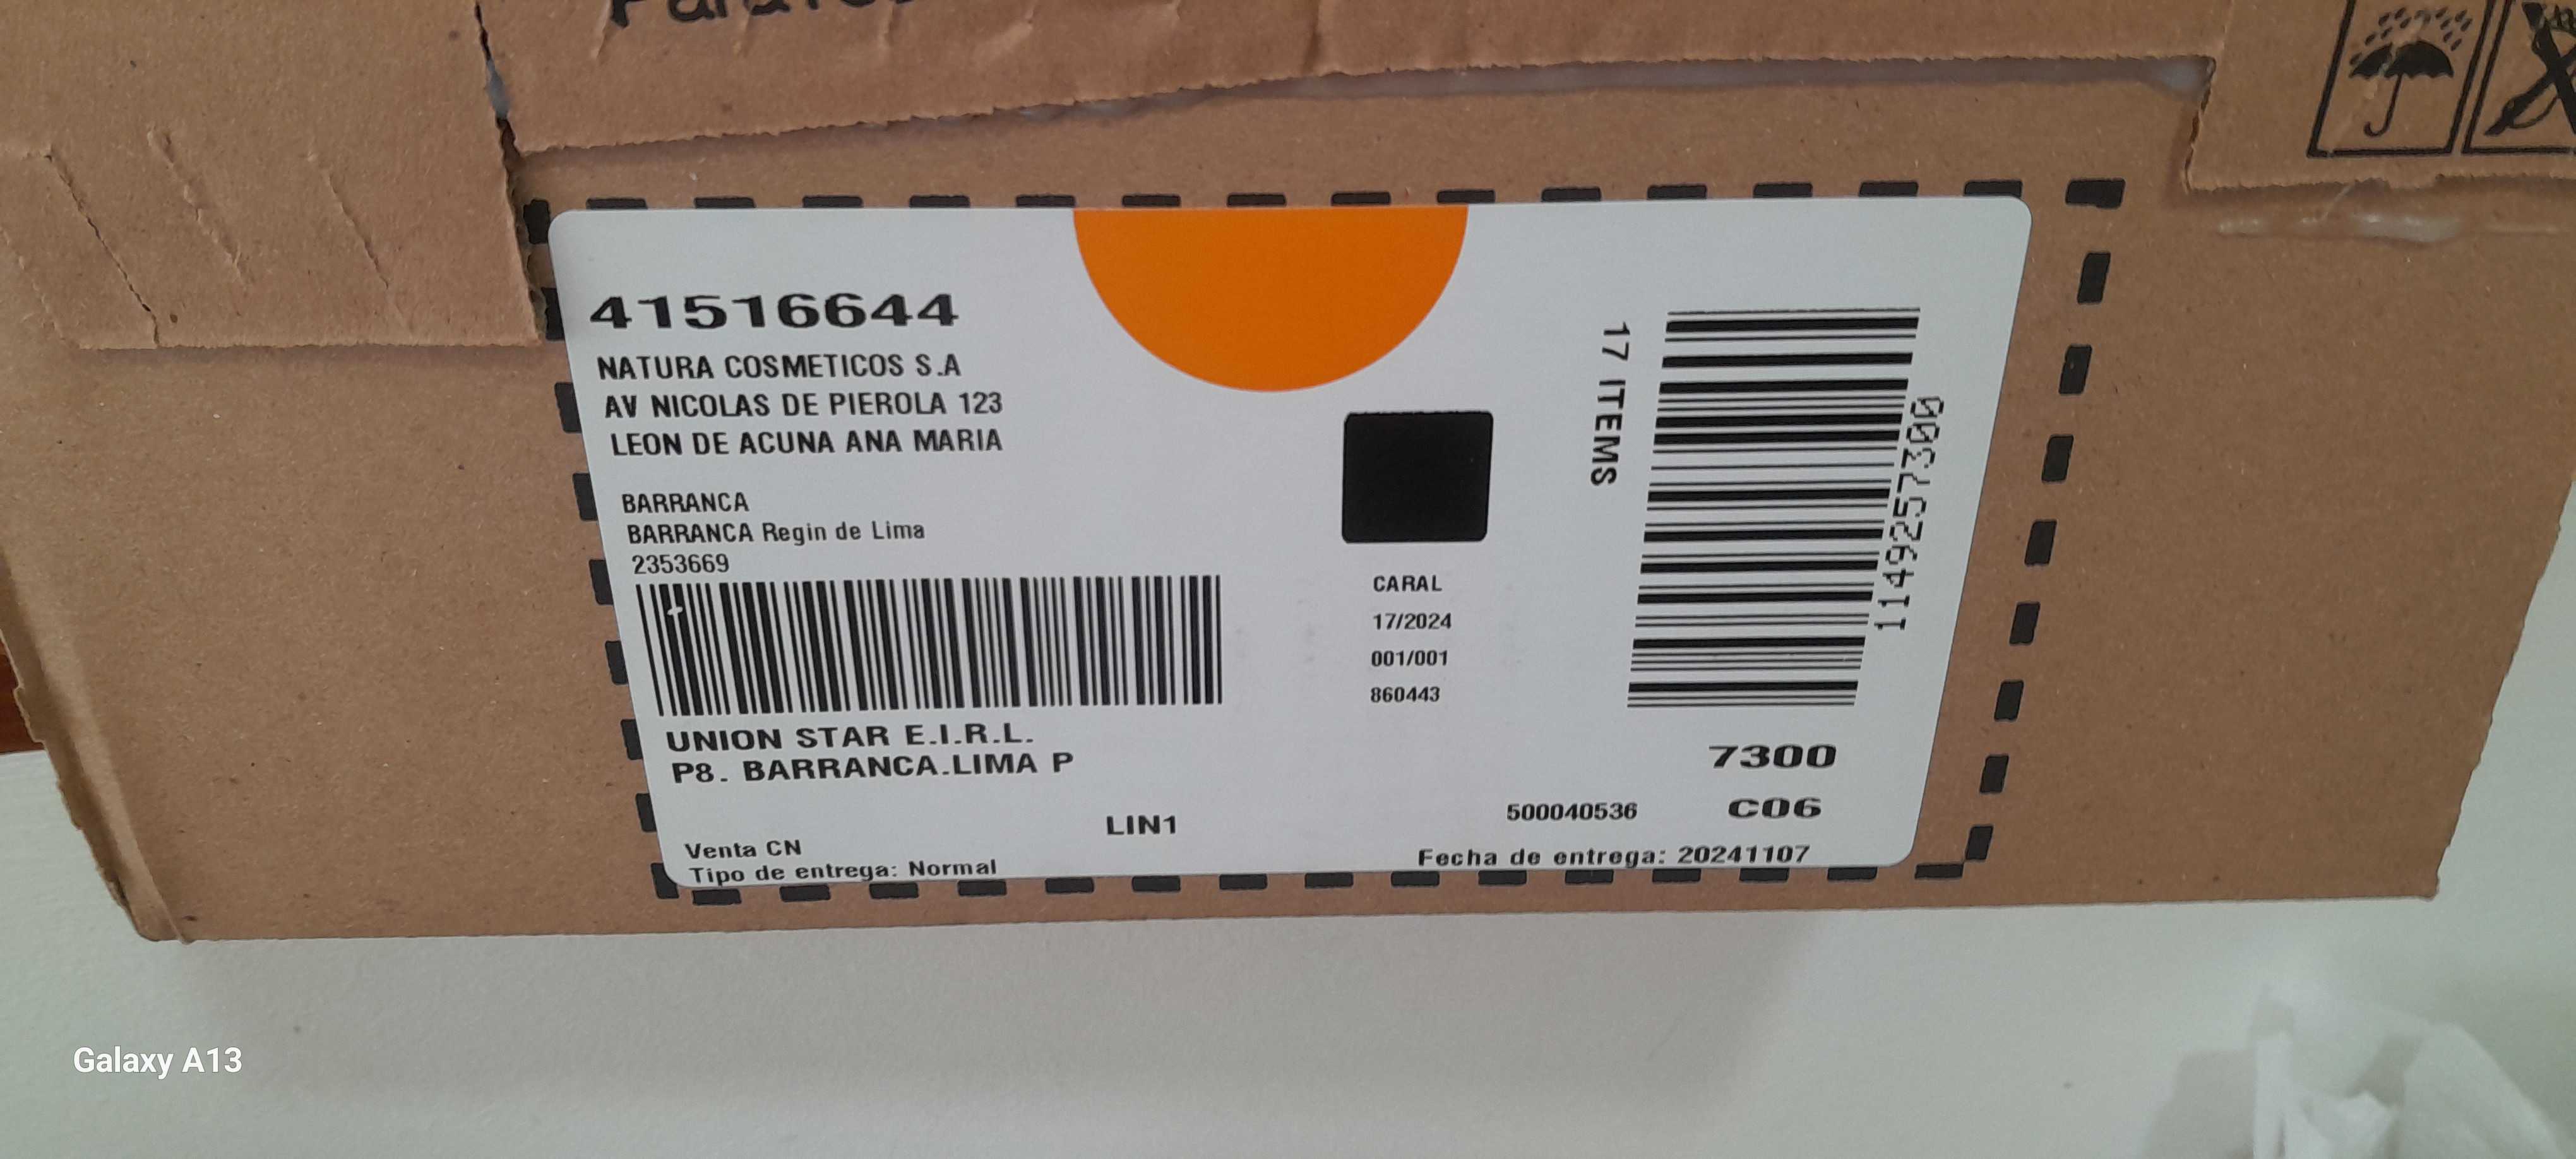 41516644
NATURA COSMETICOS S.A
AV NICOLAS DE PIEROLA 123
LEON DE ACUNA ANA MARIA
BARRANCA
BARRANCA Regin de Lima
2353669
UNION STAR E.I.R.L.
P8. BARRANCA.LIMA P
LIN1
Venta CN
Tipo de entrega: Normal
CARAL
17/2024
001/001
860443
17 ITEMS
1149257300
7300
500040536 C06
Fecha de entrega: 20241107
Galaxy A13